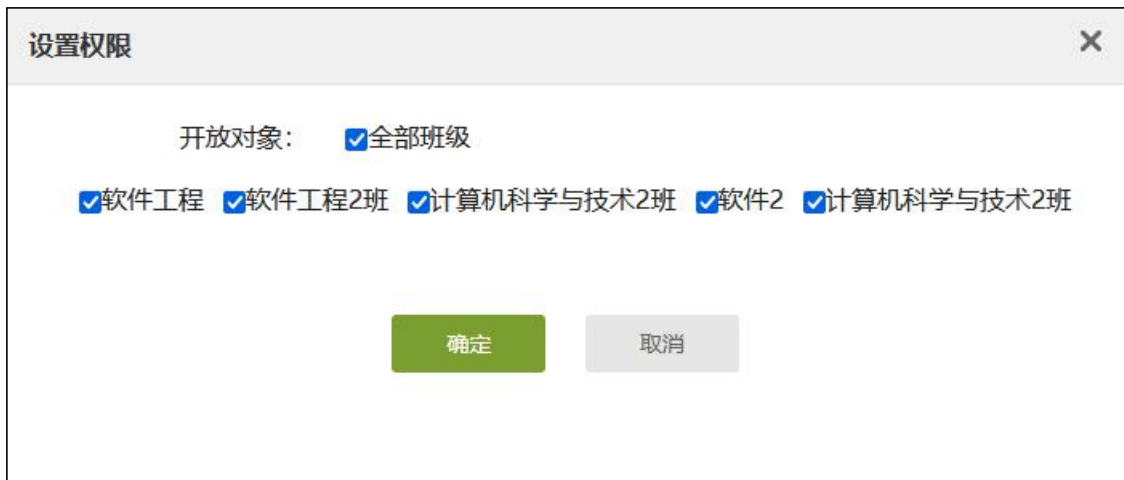 设置权限
开放对象: 全部班级
软件工程 软件工程2班 计算机科学与技术2班 软件2 计算机科学与技术2班
确定 取消